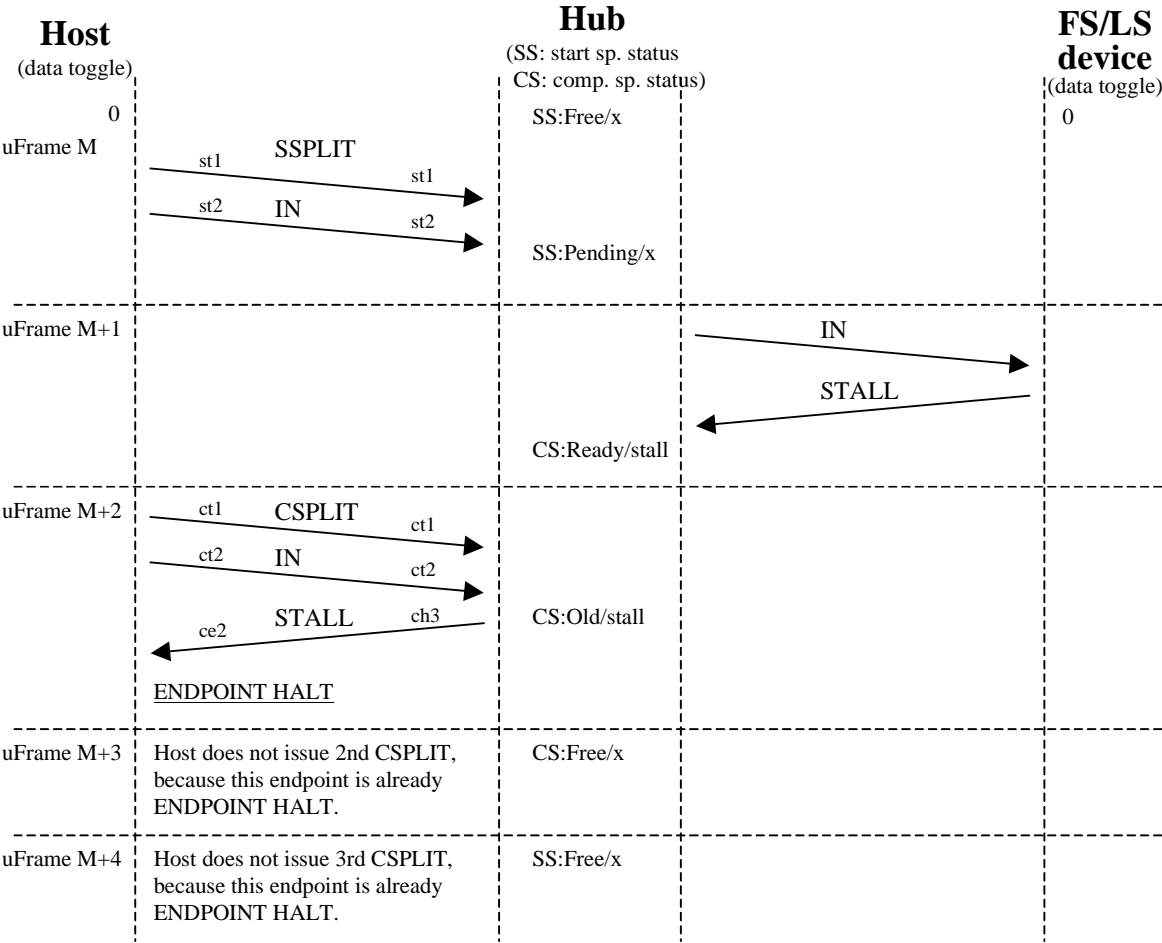 Host
(data toggle)
Hub
(SS: start sp. status
CS: comp. sp. status)
FS/LS
device
(data toggle)
0
SS:Free/x
0
uFrame M
st1
SSPLIT
st1
st2
IN
st2
SS:Pending/x
uFrame M+1
IN
STALL
CS:Ready/stall
uFrame M+2
ct1
CSPLIT
ct1
ct2
IN
ct2
STALL
ch3
ce2
CS:Old/stall
ENDPOINT HALT
uFrame M+3
Host does not issue 2nd CSPLIT,
because this endpoint is already
ENDPOINT HALT.
CS:Free/x
uFrame M+4
Host does not issue 3rd CSPLIT,
because this endpoint is already
ENDPOINT HALT.
SS:Free/x